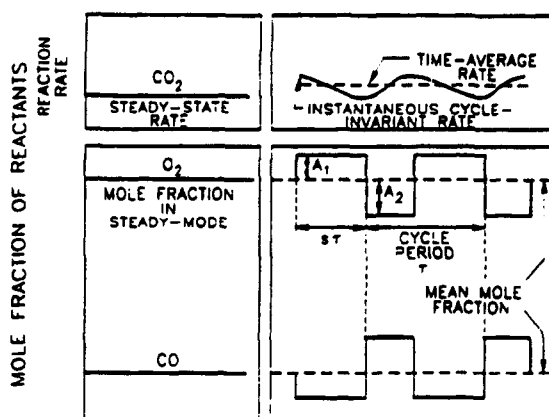 MOLE FRACTION OF REACTANTS
REACTION
RATE
CO2
STEADY-STATE
RATE
TIME-AVERAGE
RATE
INSTANTANEOUS CYCLE-
INVARIANT RATE
O2
MOLE FRACTION
IN
STEADY-MODE
A1
A2
sτ
CYCLE
PERIOD
τ
MEAN MOLE
FRACTION
CO